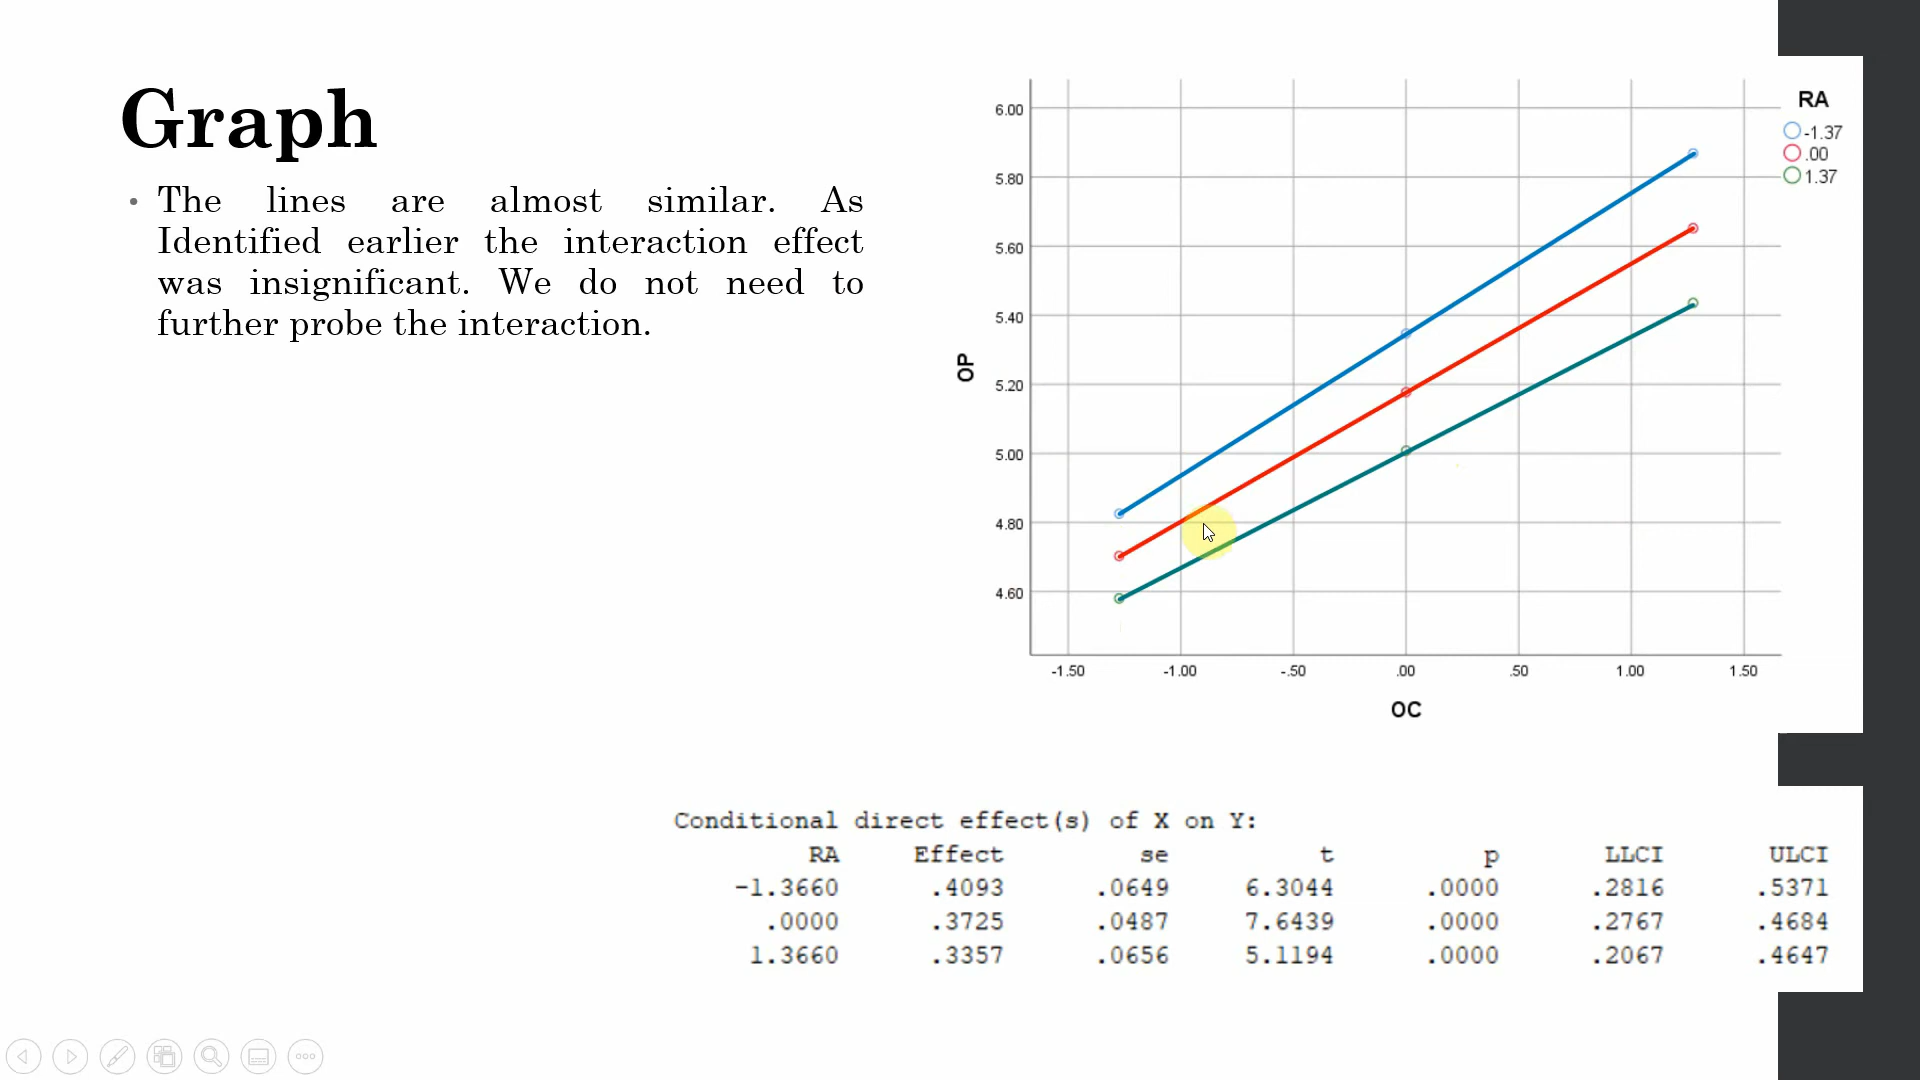 Graph
• The lines are almost similar. As
Identified earlier the interaction effect
was insignificant. We do not need to
further probe the interaction.
RA
-1.37
.00
1.37
6.00
5.80
5.60
5.40
5.20
5.00
4.80
4.60
OP
-1.50 -1.00 -.50 .00 .50 1.00 1.50
OC
Conditional direct effect(s) of X on Y:
RA Effect se t p LLCI ULCI
-1.3660 .4093 .0649 6.3044 .0000 .2816 .5371
.0000 .3725 .0487 7.6439 .0000 .2767 .4684
1.3660 .3357 .0656 5.1194 .0000 .2067 .4647